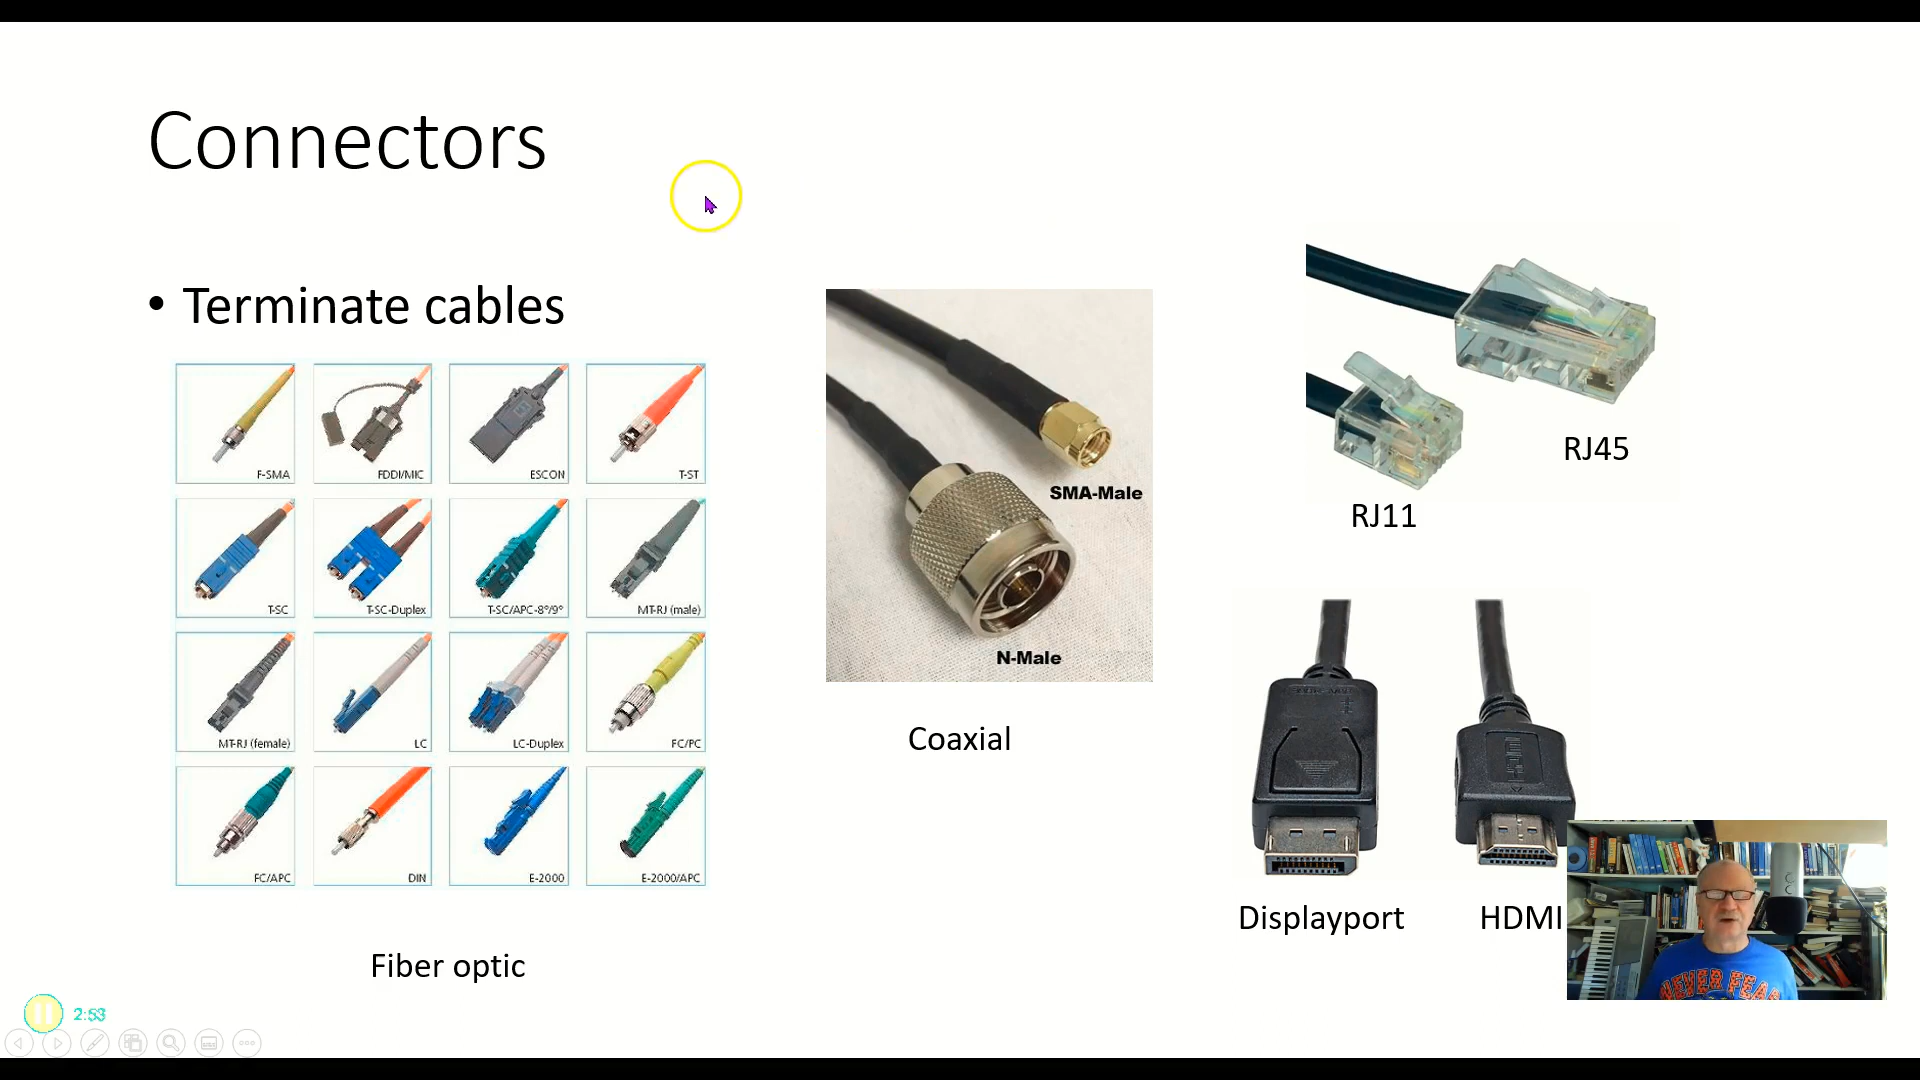 Connectors
• Terminate cables
F-SMA
FDDI/MIC
ESCON
T-ST
T-SC
T-SC-Duplex
T-SC/APC-8°/9°
MT-RJ (male)
MT-RJ (female)
LC
LC-Duplex
FC/PC
FC/APC
DIN
E-2000
E-2000/APC
Fiber optic
SMA-Male
N-Male
Coaxial
RJ45
RJ11
Displayport
HDMI
NEVER FEAR
2:53